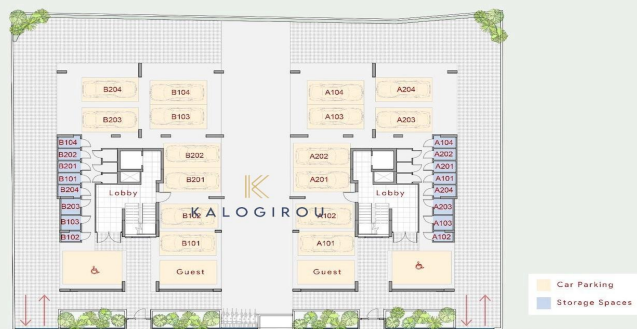 B204
B104
A104
A204
B203
B103
A103
A203
B104
B202
B201
B101
B204
B203
B103
B102
Lobby
B202
B201
B102
B101
Guest
KALOGIROU
A202
A201
A102
A101
Guest
Lobby
A104
A202
A201
A101
A204
A203
A103
A102
Car Parking
Storage Spaces